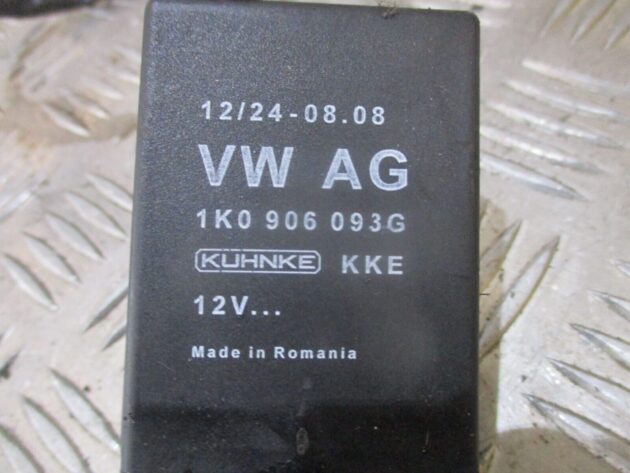 12/24-08.08
VW AG
1K0 906 093G
KUHNKE KKE
12V...
Made in Romania